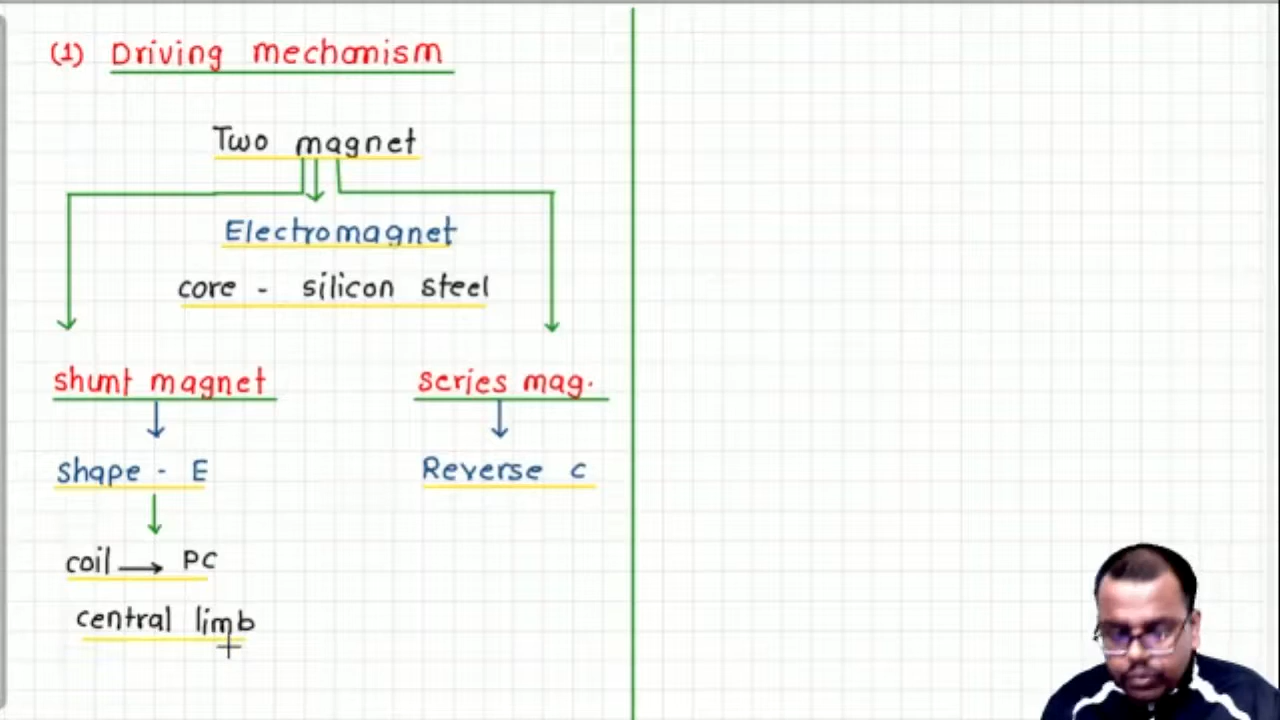 (1) Driving mechanism
Two magnet
Electromagnet
core - silicon steel
shunt magnet
series mag.
shape - E
Reverse c
coil → PC
central limb